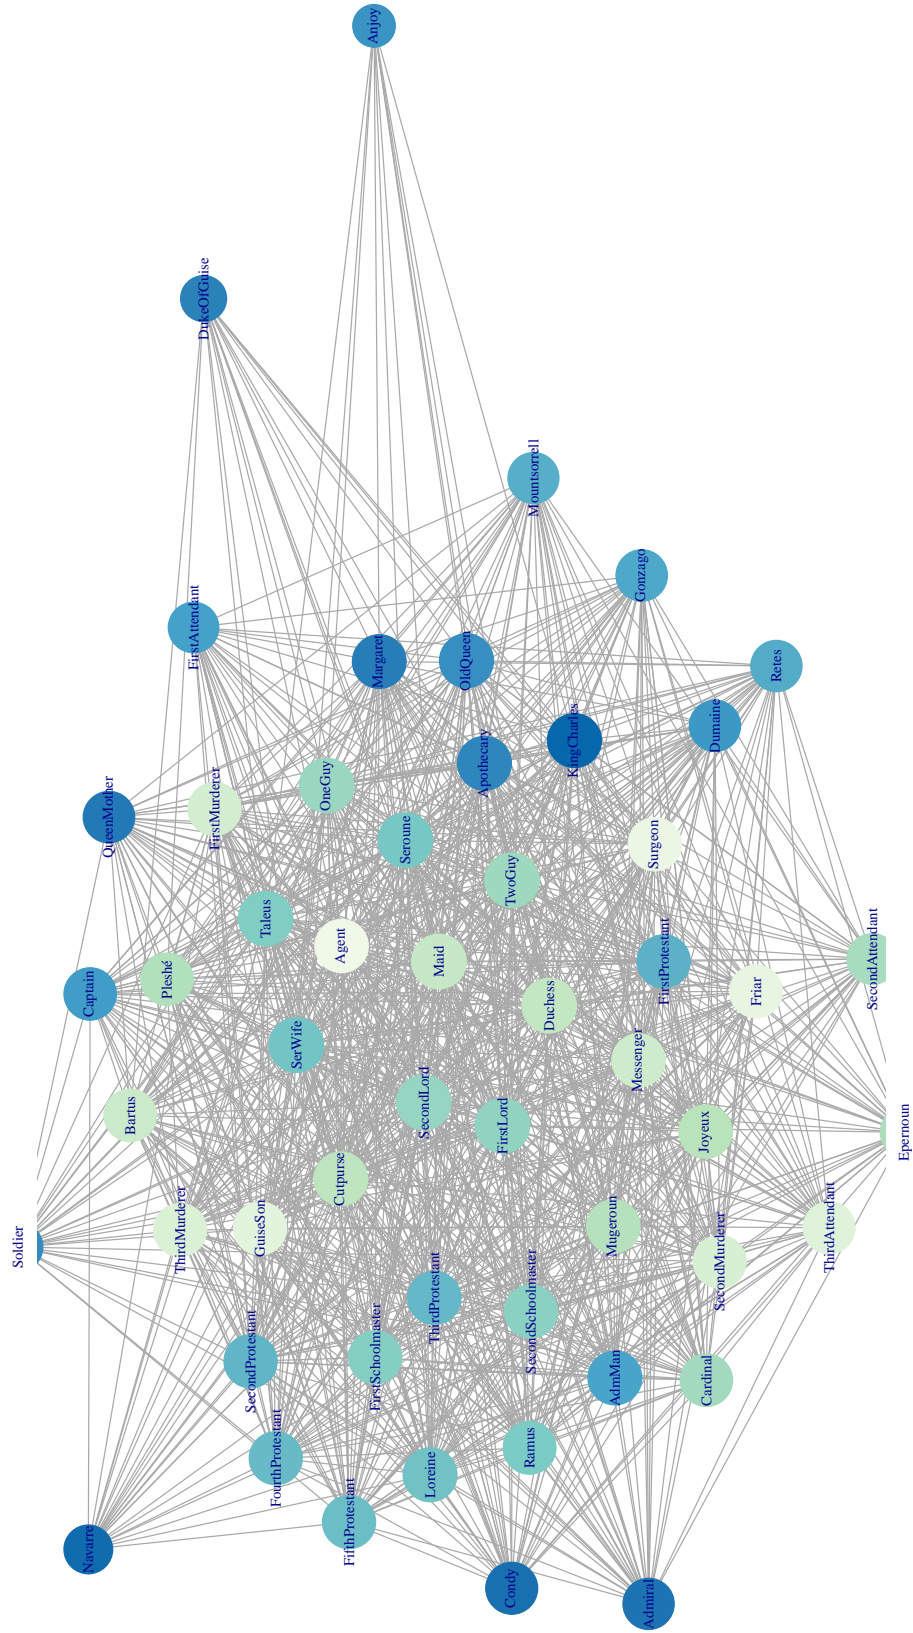 Anjoy
DukeOfGuise
Mountsorrell
Gonzago
FirstAttendant
Margaret
OldQueen
Retes
Dumaine
KingCharles
Apothecary
OneGuy
FirstMurderer
QueenMother
Seroune
Surgeon
TwoGuy
Taleus
Agent
Maid
FirstProtestant
SecondAttendant
Pleshé
Captain
Friar
Duchess
SerWife
Messenger
SecondLord
Bartus
FirstLord
Joyeux
Epernoun
Cutpurse
Mugeroun
GuiseSon
ThirdMurderer
ThirdAttendant
Soldier
SecondMurderer
ThirdProtestant
SecondSchoolmaster
FirstSchoolmaster
SecondProtestant
AdmMan
Cardinal
Ramus
FourthProtestant
Loreine
FifthProtestant
Navarre
Condy
Admiral